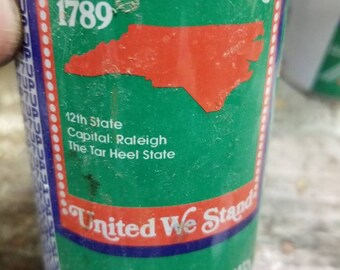 1789
12th State
Capital: Raleigh
The Tar Heel State
United We Stand